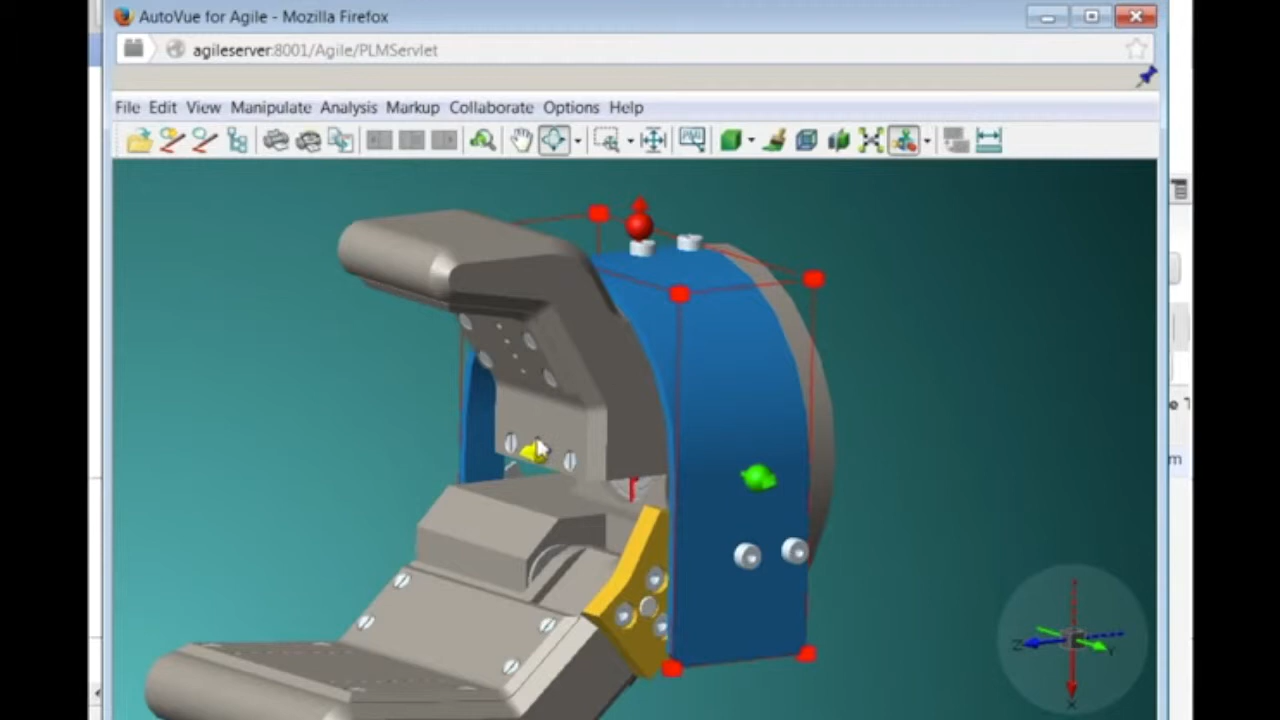 AutoVue for Agile - Mozilla Firefox
agileserver:8001/Agile/PLMServlet
File Edit View Manipulate Analysis Markup Collaborate Options Help
e T
m
Z
Y
X